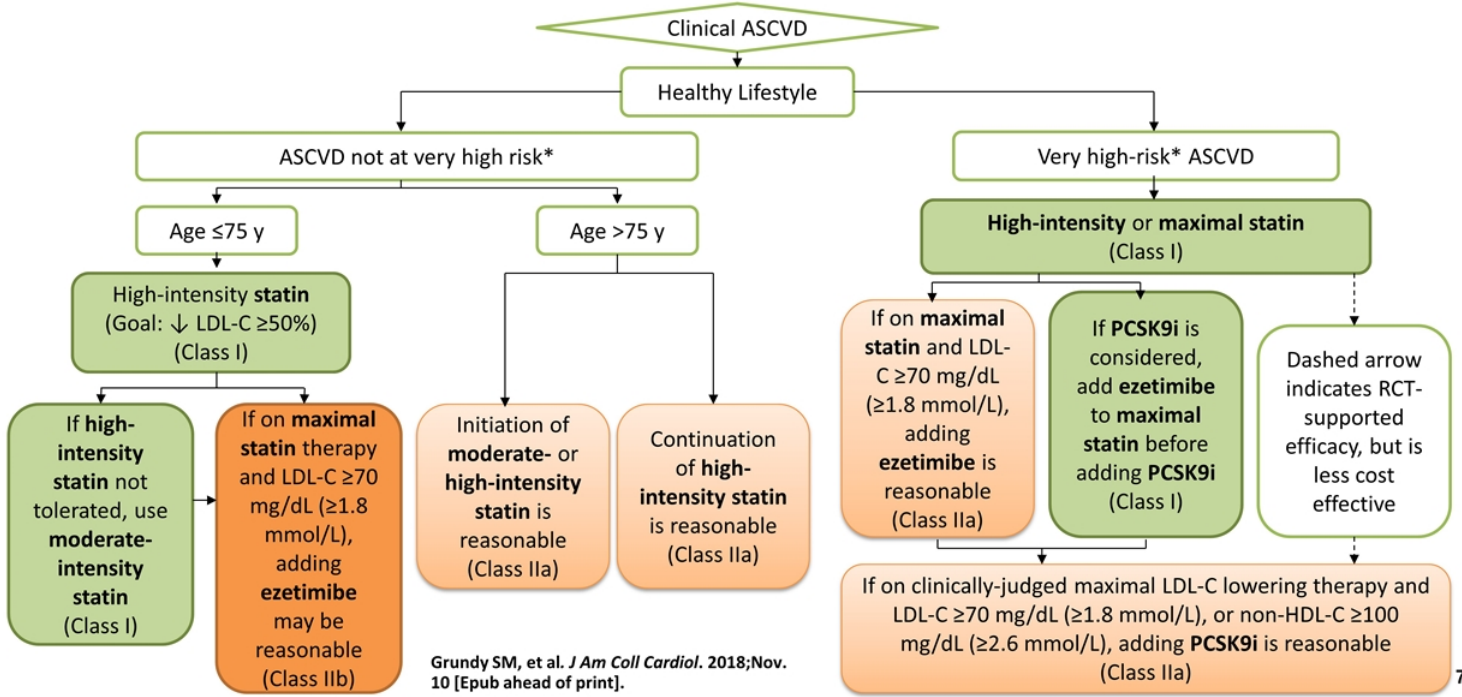 Clinical ASCVD
Healthy Lifestyle
ASCVD not at very high risk*
Very high-risk* ASCVD
Age ≤75 y
Age >75 y
High-intensity statin
(Goal: ↓ LDL-C ≥50%)
(Class I)
If high-
intensity
statin not
tolerated, use
moderate-
intensity
statin
(Class I)
If on maximal
statin therapy
and LDL-C ≥70
mg/dL (≥1.8
mmol/L),
adding
ezetimibe
may be
reasonable
(Class IIb)
Initiation of
moderate- or
high-intensity
statin is
reasonable
(Class IIa)
Continuation
of high-
intensity statin
is reasonable
(Class IIa)
High-intensity or maximal statin
(Class I)
If on maximal
statin and LDL-
C ≥70 mg/dL
(≥1.8 mmol/L),
adding
ezetimibe is
reasonable
(Class IIa)
If PCSK9i is
considered,
add ezetimibe
to maximal
statin before
adding PCSK9i
(Class I)
Dashed arrow
indicates RCT-
supported
efficacy, but is
less cost
effective
If on clinically-judged maximal LDL-C lowering therapy and
LDL-C ≥70 mg/dL (≥1.8 mmol/L), or non-HDL-C ≥100
mg/dL (≥2.6 mmol/L), adding PCSK9i is reasonable
(Class IIa)
Grundy SM, et al. J Am Coll Cardiol. 2018;Nov.
10 [Epub ahead of print].
7